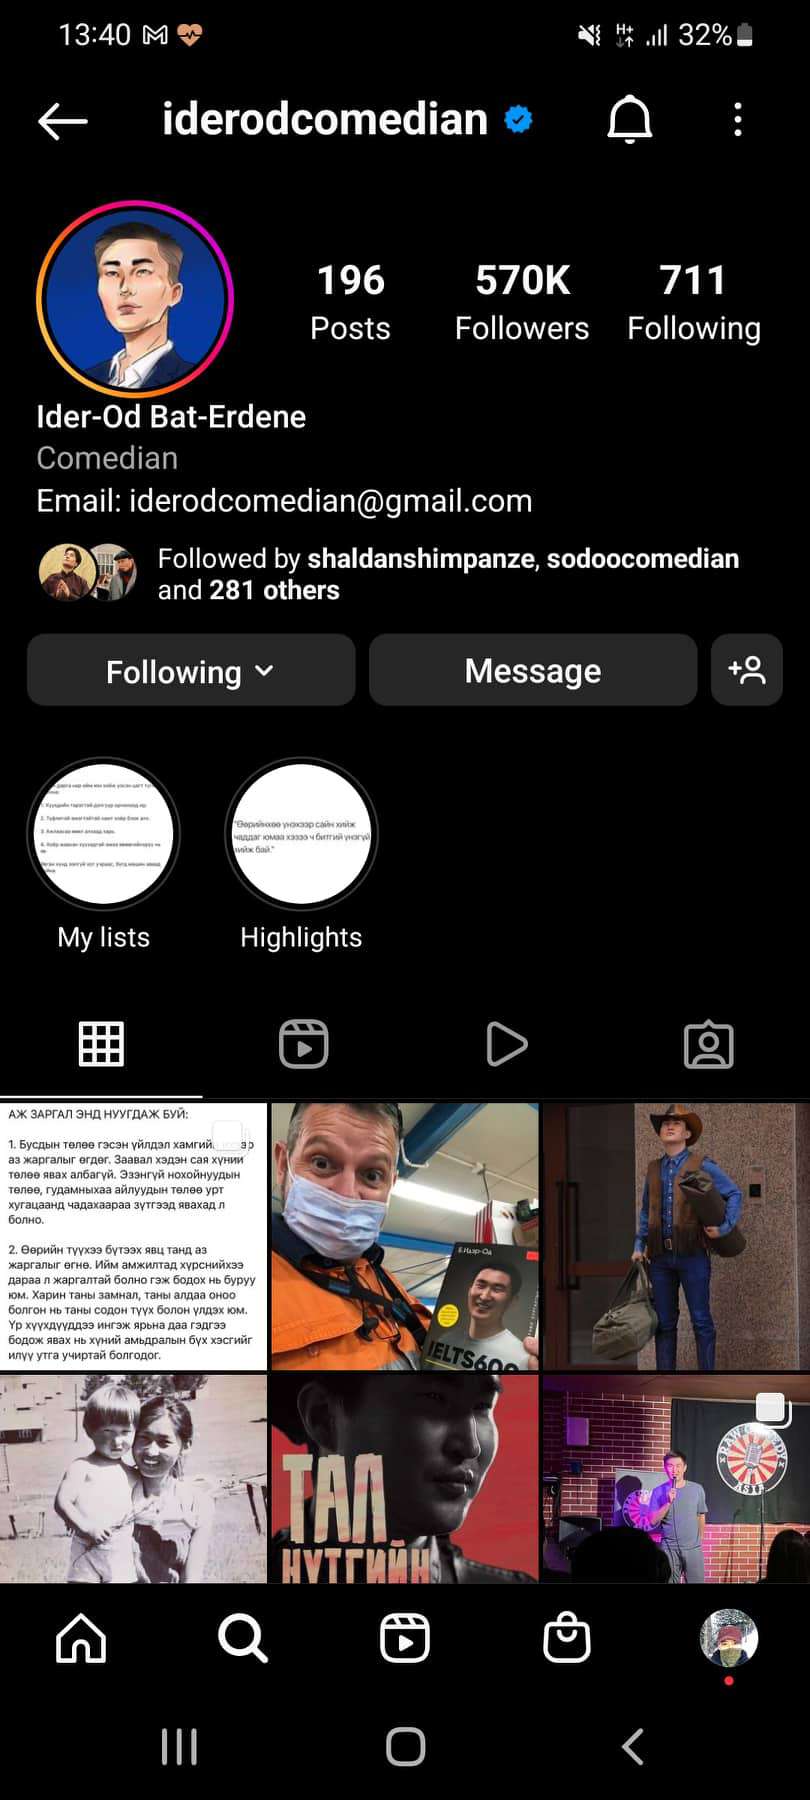 13:40
H+
32%
iderodcomedian
196
570K
711
Posts
Followers
Following
Ider-Od Bat-Erdene
Comedian
Email: iderodcomedian@gmail.com
Followed by shaldanshimpanze, sodoocomedian
and 281 others
Following
Message
"Өөрийнхөө үнэхээр сайн хийж
чаддаг юмаа хэзээ ч битгий үнэгүй
хийж бай."
My lists
Highlights
АЖ ЗАРГАЛ ЭНД НУУГДАЖ БУЙ:
1. Бусдын төлөө гэсэн үйлдэл хамгийн
аз жаргалыг өгдөг. Заавал хэдэн сая хүний
төлөө явах албагүй. Эзэнгүй нохойнуудын
төлөө, гудамныхаа айлуудын төлөө урт
хугацаанд чадахаараа зүтгээд явахад л
болно.
2. Өөрийн түүхээ бүтээх явц танд аз
жаргалыг өгнө. Ийм амжилтад хүрснийхээ
дараа л жаргалтай болно гэж бодох нь буруу
юм. Харин таны замнал, таны алдаа оноо
болгон нь таны содон түүх болон үлдэх юм.
Үр хүүхдүүддээ ингэж ярьна даа гэдгээ
бодож явах нь хүний амьдралын бүх хэсгийг
илүү утга учиртай болгодог.
Б.Идэр-Од
IELTS600
ТАЛ
НУТГИЙН
RAW COMEDY
ASIA